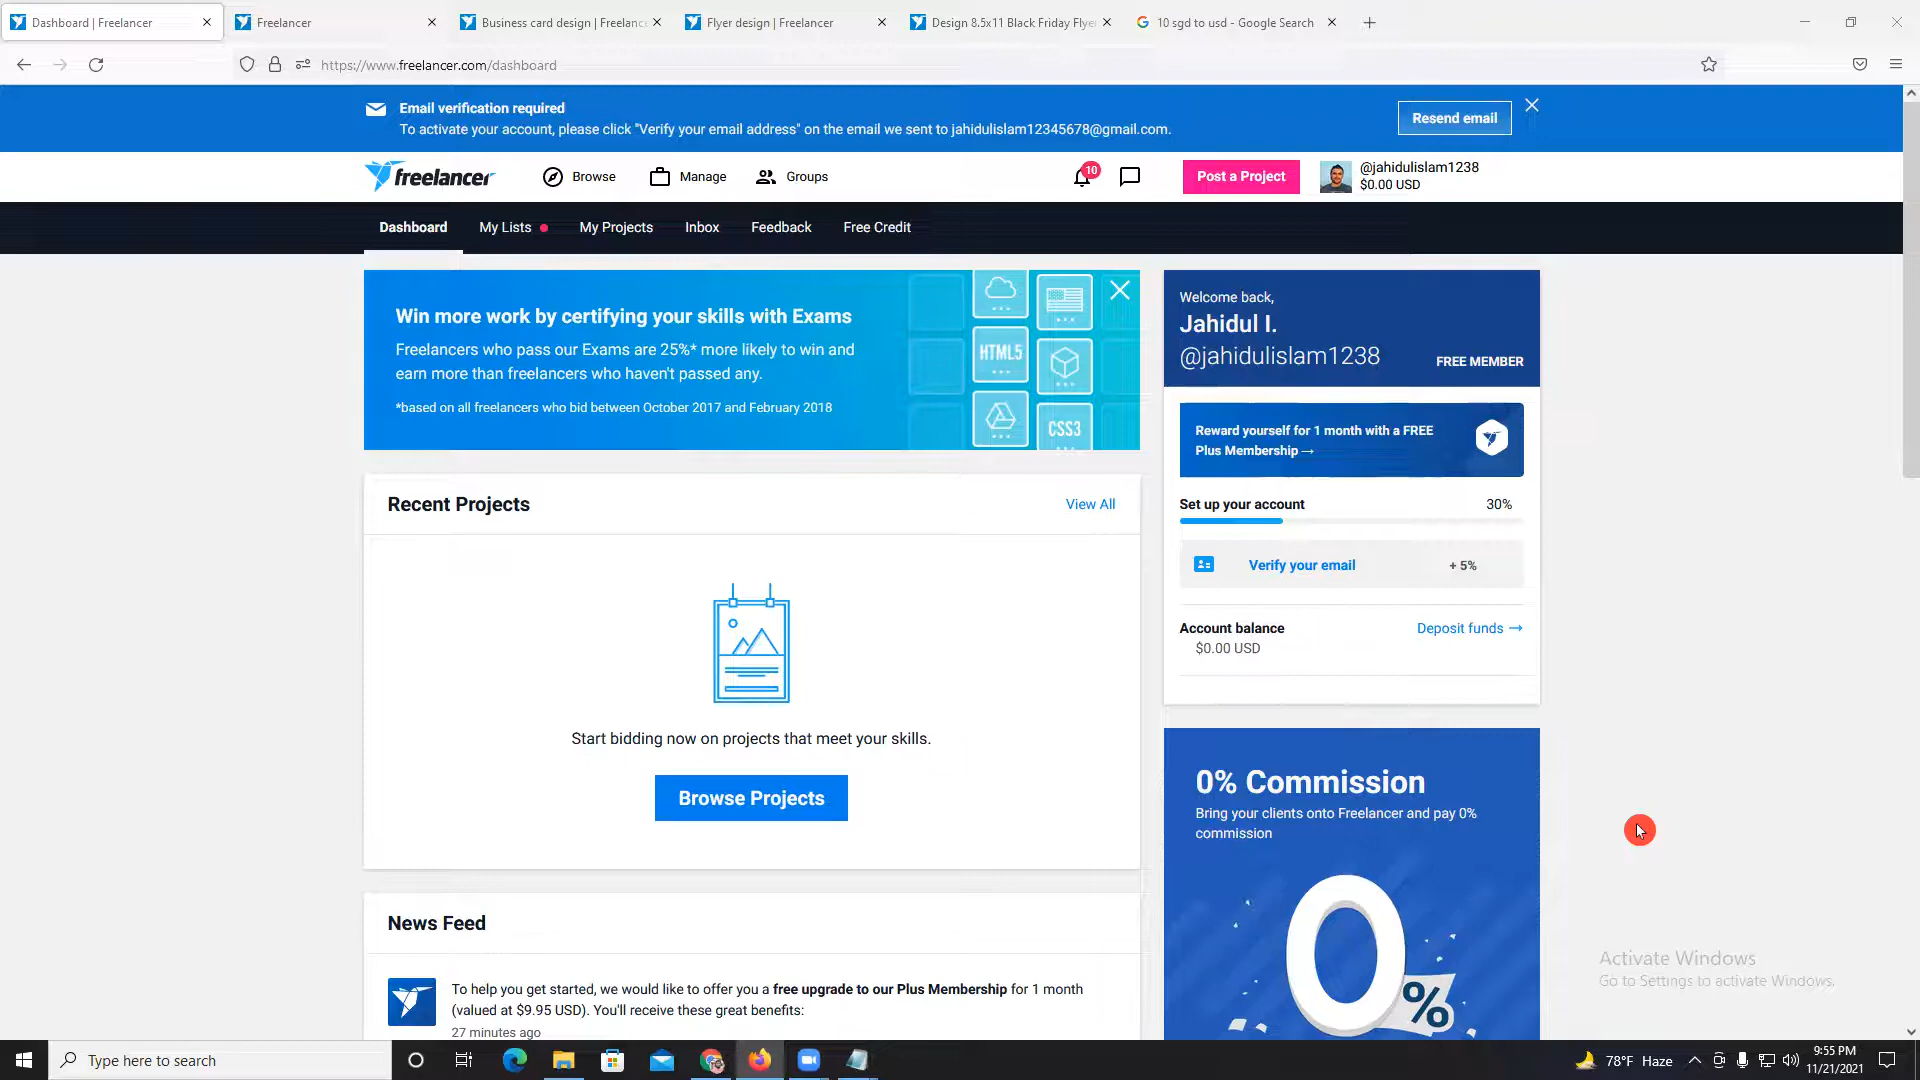 Dashboard | Freelancer
Freelancer
Business card design | Freelanc
Flyer design | Freelancer
Design 8.5x11 Black Friday Flye
10 sgd to usd - Google Search
https://www.freelancer.com/dashboard
Email verification required
To activate your account, please click "Verify your email address" on the email we sent to jahidulislam12345678@gmail.com.
Resend email
freelancer
Browse
Manage
Groups
10
Post a Project
@jahidulislam1238
$0.00 USD
Dashboard
My Lists
My Projects
Inbox
Feedback
Free Credit
Win more work by certifying your skills with Exams
Freelancers who pass our Exams are 25%* more likely to win and
earn more than freelancers who haven't passed any.
*based on all freelancers who bid between October 2017 and February 2018
HTML5
CSS3
Welcome back,
Jahidul I.
@jahidulislam1238
FREE MEMBER
Reward yourself for 1 month with a FREE
Plus Membership →
Set up your account
30%
Verify your email
+ 5%
Account balance
Deposit funds →
$0.00 USD
Recent Projects
View All
Start bidding now on projects that meet your skills.
Browse Projects
0% Commission
Bring your clients onto Freelancer and pay 0%
commission
0%
News Feed
To help you get started, we would like to offer you a free upgrade to our Plus Membership for 1 month
(valued at $9.95 USD). You'll receive these great benefits:
27 minutes ago
Activate Windows
Go to Settings to activate Windows.
Type here to search
78°F Haze
9:55 PM
11/21/2021